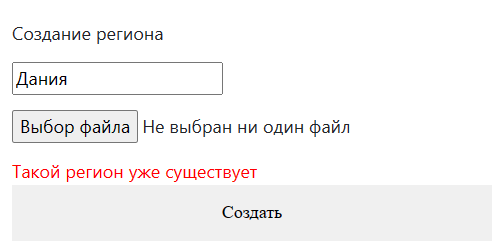 Создание региона
Дания
Выбор файла Не выбран ни один файл
Такой регион уже существует
Создать